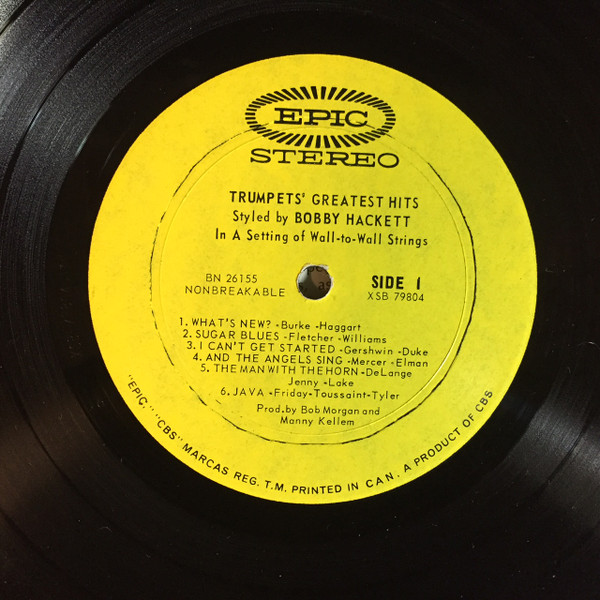 EPIC
STEREO
TRUMPETS' GREATEST HITS
Styled by BOBBY HACKETT
In A Setting of Wall-to-Wall Strings
BN 26155
NONBREAKABLE
SIDE 1
XSB 79804
1. WHAT'S NEW? -Burke -Haggart
2. SUGAR BLUES -Fletcher -Williams
3. I CAN'T GET STARTED -Gershwin -Duke
4. AND THE ANGELS SING -Mercer -Elman
5. THE MAN WITH THE HORN -DeLange
Jenny -Lake
6. JAVA -Friday -Toussaint -Tyler
Prod. by Bob Morgan and
Manny Kellem
"EPIC," "CBS" MARCAS REG. T.M. PRINTED IN CAN. A PRODUCT OF CBS